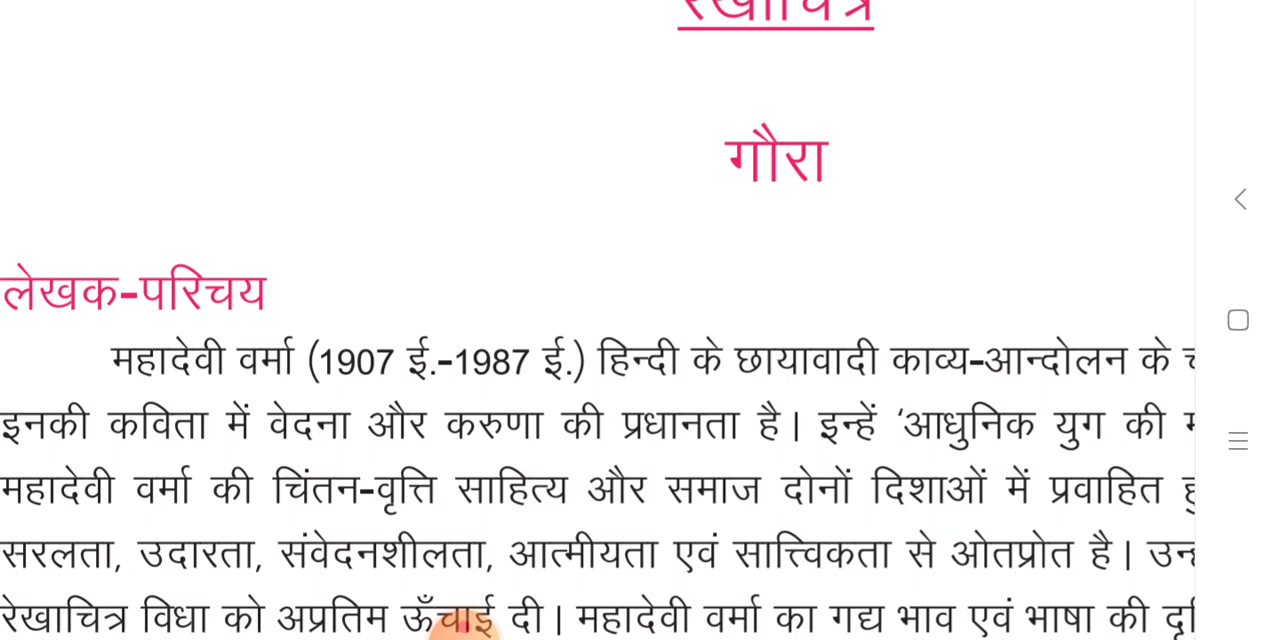 रेखाचित्र
गौरा
लेखक-परिचय
महादेवी वर्मा (1907 ई.-1987 ई.) हिन्दी के छायावादी काव्य-आन्दोलन के
इनकी कविता में वेदना और करुणा की प्रधानता है। इन्हें ‘आधुनिक युग की
महादेवी वर्मा की चिंतन-वृत्ति साहित्य और समाज दोनों दिशाओं में प्रवाहित
सरलता, उदारता, संवेदनशीलता, आत्मीयता एवं सात्त्विकता से ओतप्रोत है।
रेखाचित्र विधा को अप्रतिम ऊँचाई दी। महादेवी वर्मा का गद्य भाव एवं भाषा की